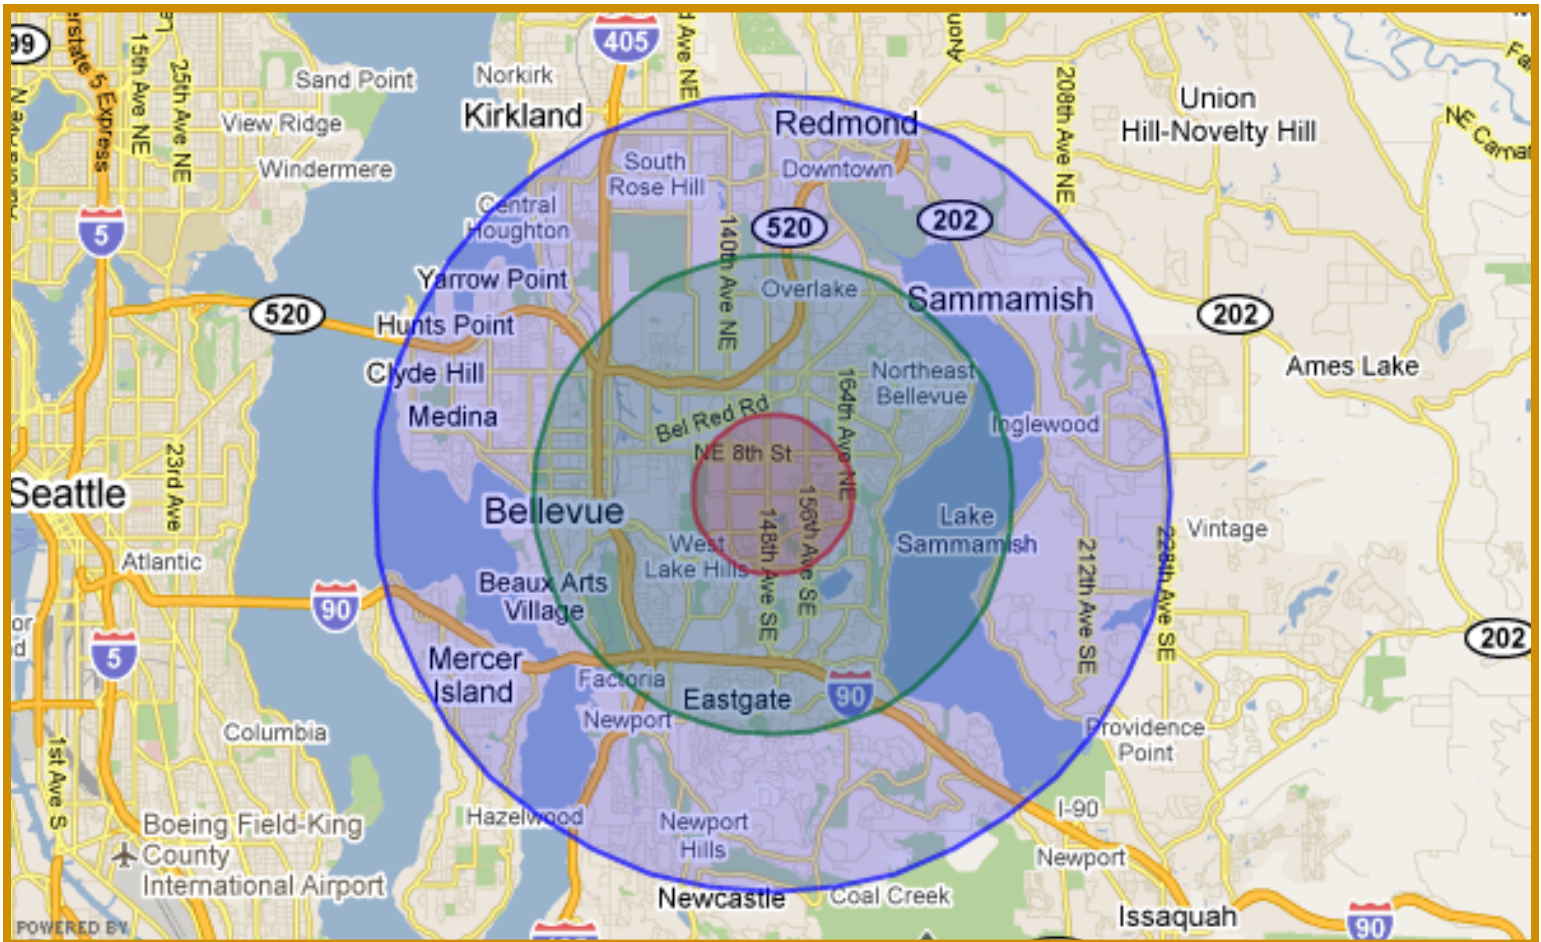 99
Interstate 5 Express
15th Ave NE
25th Ave NE
Sand Point
Norkirk
405
Kirkland
View Ridge
Windermere
South
Rose Hill
Redmond
Downtown
208th Ave NE
Union
Hill-Novelty Hill
5
Central
Houghton
140th Ave NE
520
202
Yarrow Point
Overlake
Sammamish
520
Hunts Point
202
Clyde Hill
Northeast
Bellevue
164th Ave NE
Ames Lake
Medina
Bel Red Rd
Inglewood
NE 8th St
23rd Ave
Seattle
Bellevue
156th Ave SE
148th Ave SE
Lake
Sammamish
Vintage
West
Lake Hills
Atlantic
Beaux Arts
Village
90
212th Ave SE
228th Ave SE
202
5
Mercer
Island
Factoria
Eastgate
90
Newport
Columbia
Providence
Point
1st Ave S
Boeing Field-King
County
International Airport
Hazelwood
Newport
Hills
I-90
Newport
Newcastle
Coal Creek
Issaquah
90
POWERED BY